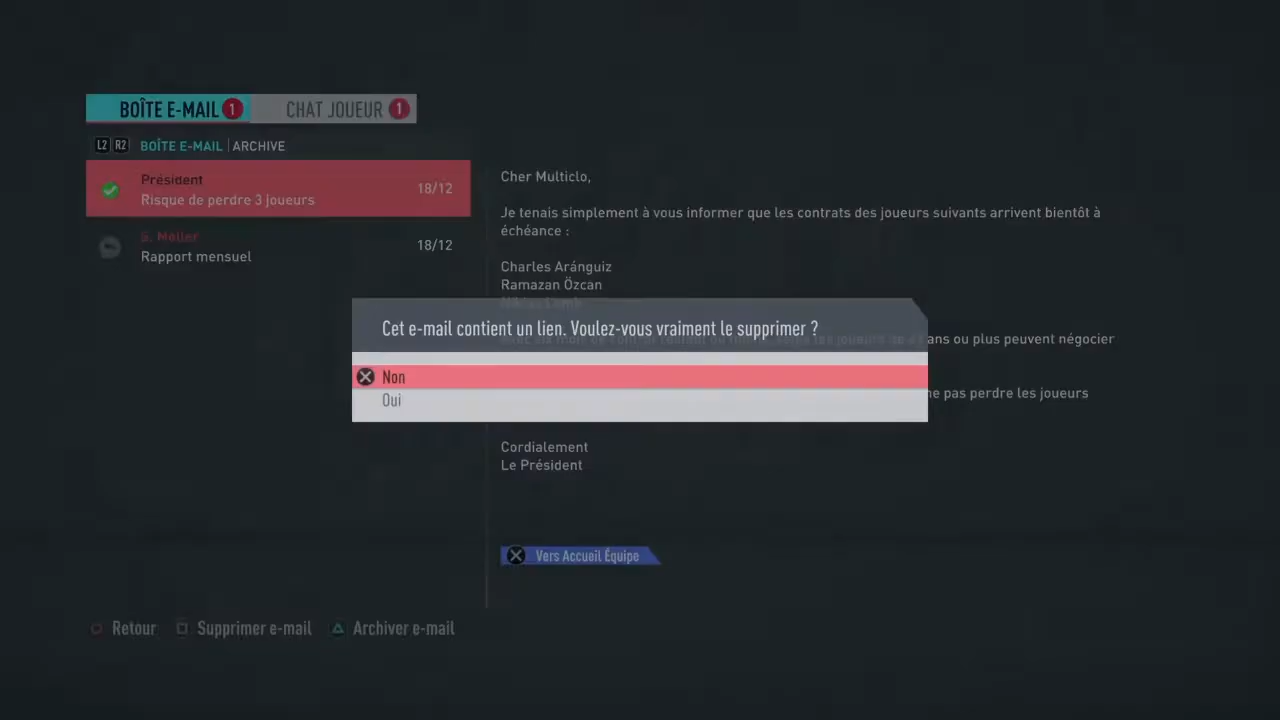 BOÎTE E-MAIL 1 CHAT JOUEUR 1
L2 R2 BOÎTE E-MAIL | ARCHIVE
Président
Risque de perdre 3 joueurs
18/12
S. Möller
Rapport mensuel
18/12
Cher Multiclo,
Je tenais simplement à vous informer que les contrats des joueurs suivants arrivent bientôt à
échéance :
Charles Aránguiz
Ramazan Özcan
ans ou plus peuvent négocier
ne pas perdre les joueurs
Cordialement
Le Président
Cet e-mail contient un lien. Voulez-vous vraiment le supprimer ?
Non
Oui
Vers Accueil Équipe
Retour Supprimer e-mail Archiver e-mail